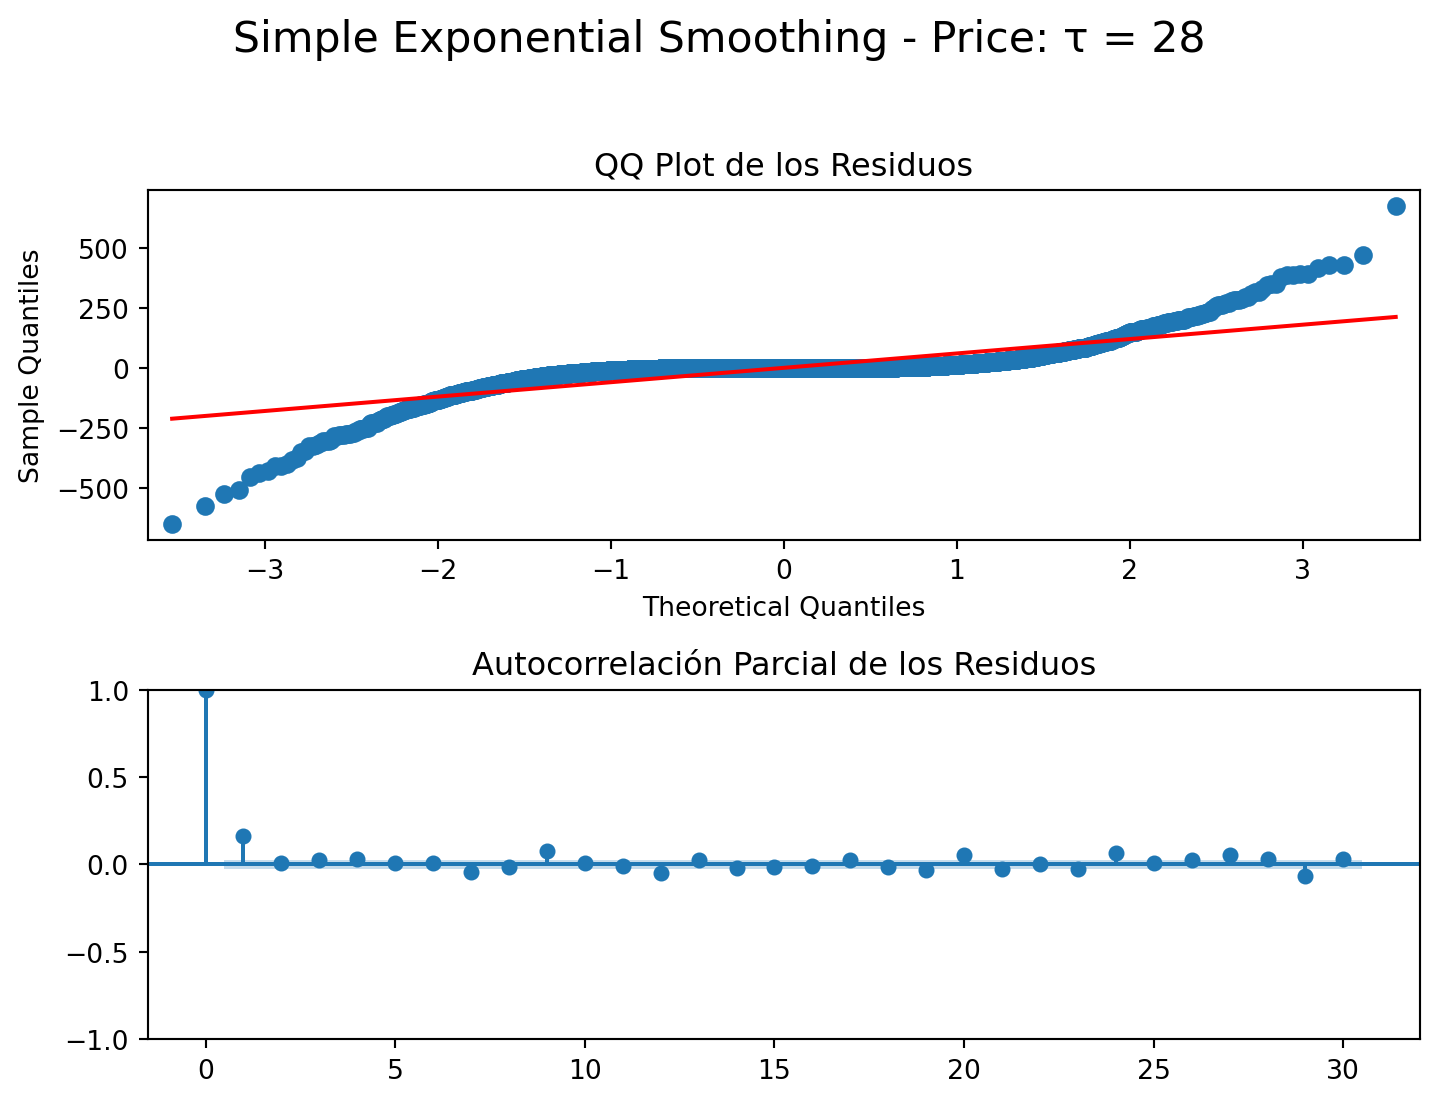 Simple Exponential Smoothing - Price: τ = 28
QQ Plot de los Residuos
Sample Quantiles
500
250
0
−250
−500
−3 −2 −1 0 1 2 3
Theoretical Quantiles
Autocorrelación Parcial de los Residuos
1.0
0.5
0.0
−0.5
−1.0
0 5 10 15 20 25 30